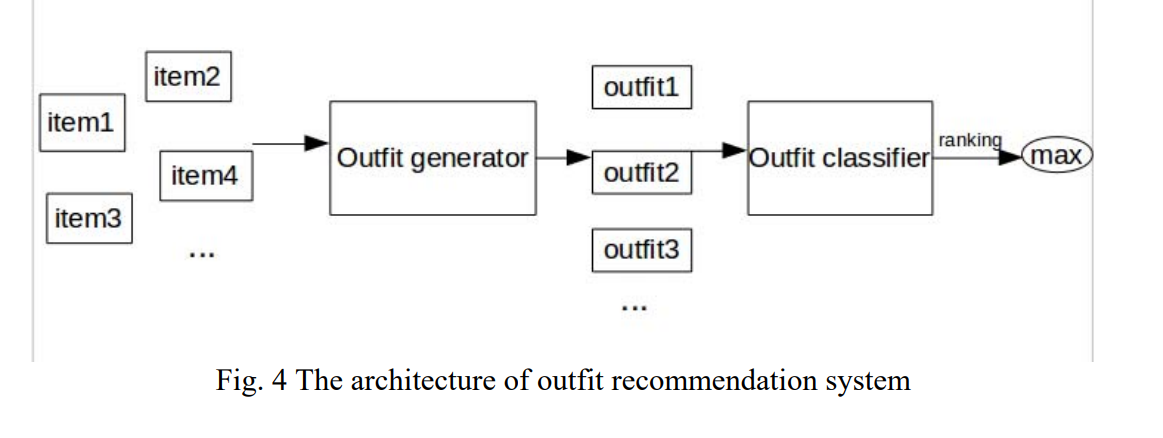 item2
item1
item4
item3
...
Outfit generator
outfit1
outfit2
outfit3
...
Outfit classifier
ranking
max
Fig. 4 The architecture of outfit recommendation system